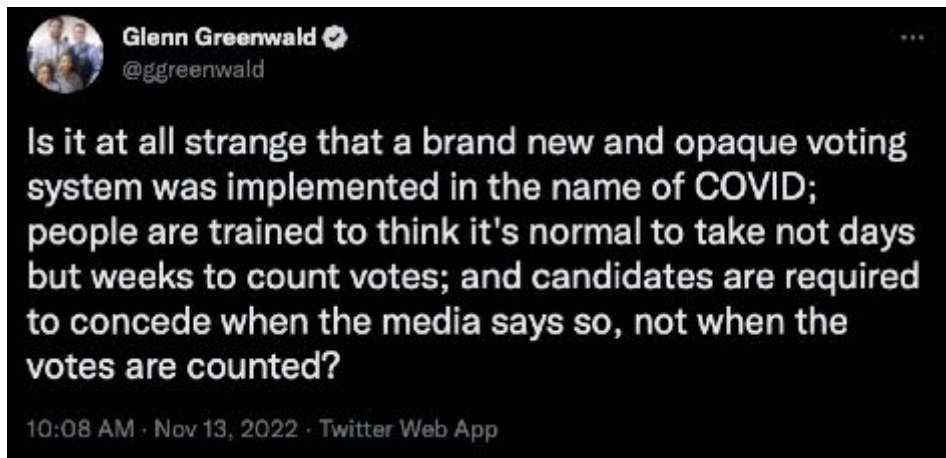 Glenn Greenwald
@ggreenwald
Is it at all strange that a brand new and opaque voting
system was implemented in the name of COVID;
people are trained to think it's normal to take not days
but weeks to count votes; and candidates are required
to concede when the media says so, not when the
votes are counted?
10:08 AM · Nov 13, 2022 · Twitter Web App